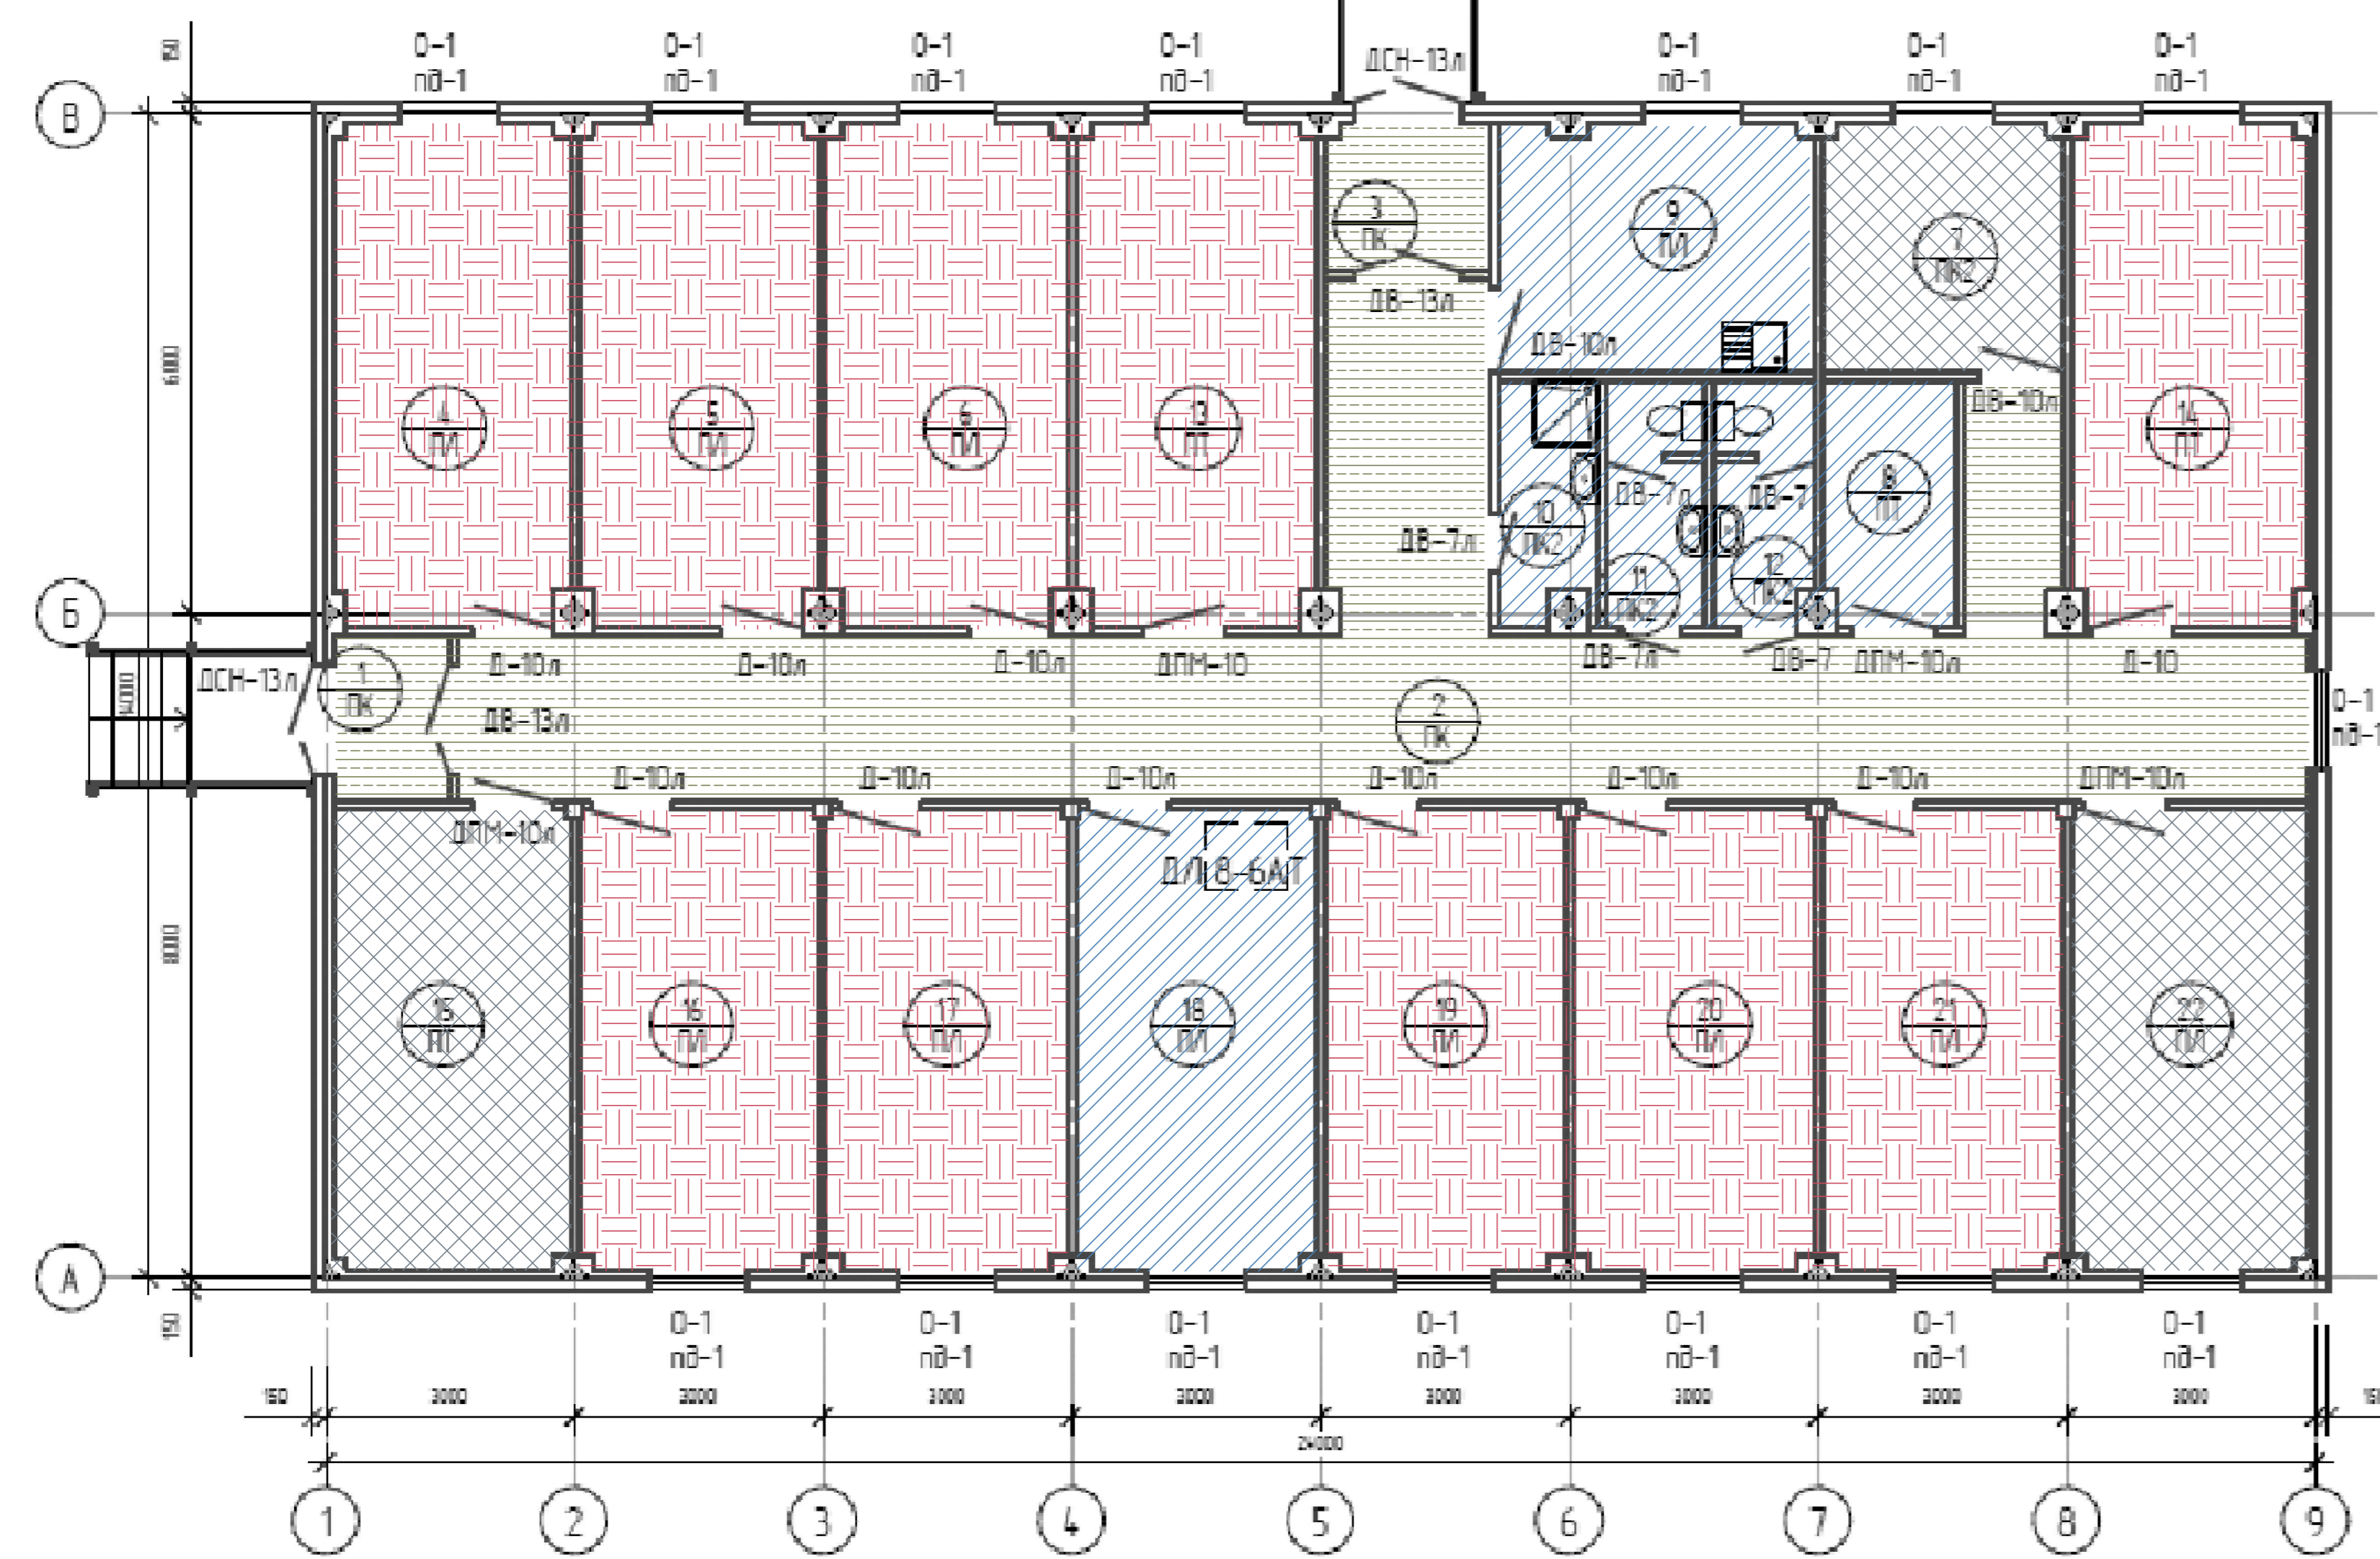 О-1 О-1 О-1 О-1 ДСН-13л О-1 О-1 О-1
пд-1 пд-1 пд-1 пд-1 пд-1 пд-1 пд-1
150
В
3
ПК
9
ПИ
7
ПК2
ДВ-13л
ДВ-10л
6000
ДВ-10л
4
ПИ
5
ПИ
6
ПИ
13
ПТ
14
ПТ
8
ПТ
ДВ-7л ДВ-7
10
ПК2
ДВ-7л
11
ПК2
12
ПК2
Б
Д-10л Д-10л Д-10л ДПМ-10 ДВ-7л ДВ-7 ДПМ-10л Д-10
ДСН-13л
1
ПК
14000
ДВ-13л
2
ПК
О-1
пд-1
Д-10л Д-10л Д-10л Д-10л Д-10л Д-10л ДПМ-10л
ДПМ-10л
8000
15
ПТ
16
ПИ
17
ПИ
18
ПИ
19
ПИ
20
ПИ
21
ПИ
22
ПИ
А
150
О-1 О-1 О-1 О-1 О-1 О-1 О-1
пд-1 пд-1 пд-1 пд-1 пд-1 пд-1 пд-1
150 3000 3000 3000 3000 3000 3000 3000 3000
24000
1 2 3 4 5 6 7 8 9